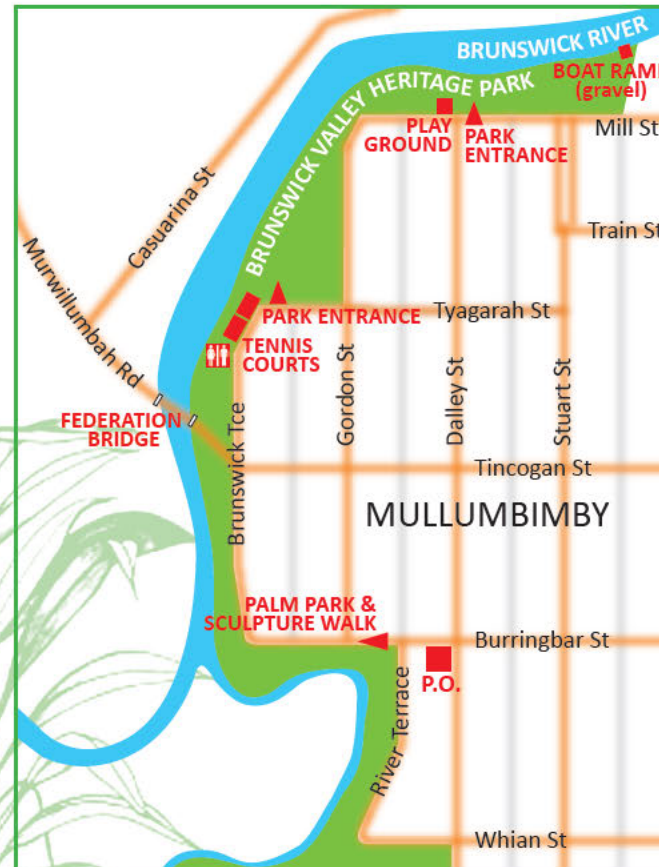 BRUNSWICK RIVER
BOAT RAMP
(gravel)
BRUNSWICK VALLEY HERITAGE PARK
PLAY
GROUND
PARK
ENTRANCE
Mill St
Casuarina St
Train St
Murwillumbah Rd
PARK ENTRANCE
Tyagarah St
TENNIS
COURTS
Gordon St
Dalley St
Stuart St
FEDERATION
BRIDGE
Brunswick Tce
Tincogan St
MULLUMBIMBY
PALM PARK &
SCULPTURE WALK
Burringbar St
P.O.
River Terrace
Whian St